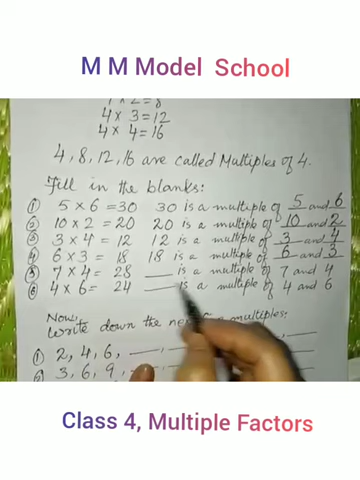 M M Model School
4 × 3 = 12
4 × 4 = 16
4, 8, 12, 16 are called Multiples of 4.
Fill in the blanks:
① 5 × 6 = 30 30 is a multiple of 5 and 6
② 10 × 2 = 20 20 is a multiple of 10 and 2
③ 3 × 4 = 12 12 is a multiple of 3 and 4
④ 6 × 3 = 18 18 is a multiple of 6 and 3
⑤ 7 × 4 = 28 ___ is a multiple of 7 and 4
⑥ 4 × 6 = 24 ___ is a multiple of 4 and 6
Now,
Write down the multiples:
① 2, 4, 6, ___,
② 3, 6, 9, ___,
Class 4, Multiple Factors